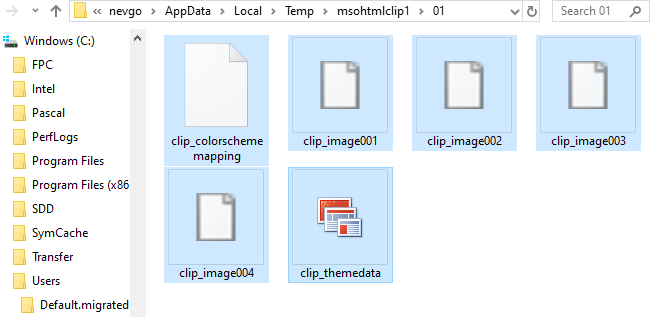 « nevgo > AppData > Local > Temp > msohtmlclip1 > 01
Search 01
Windows (C:)
FPC
Intel
Pascal
PerfLogs
Program Files
Program Files (x86
SDD
SymCache
Transfer
Users
Default.migrated
clip_colorscheme
mapping
clip_image001
clip_image002
clip_image003
clip_image004
clip_themedata